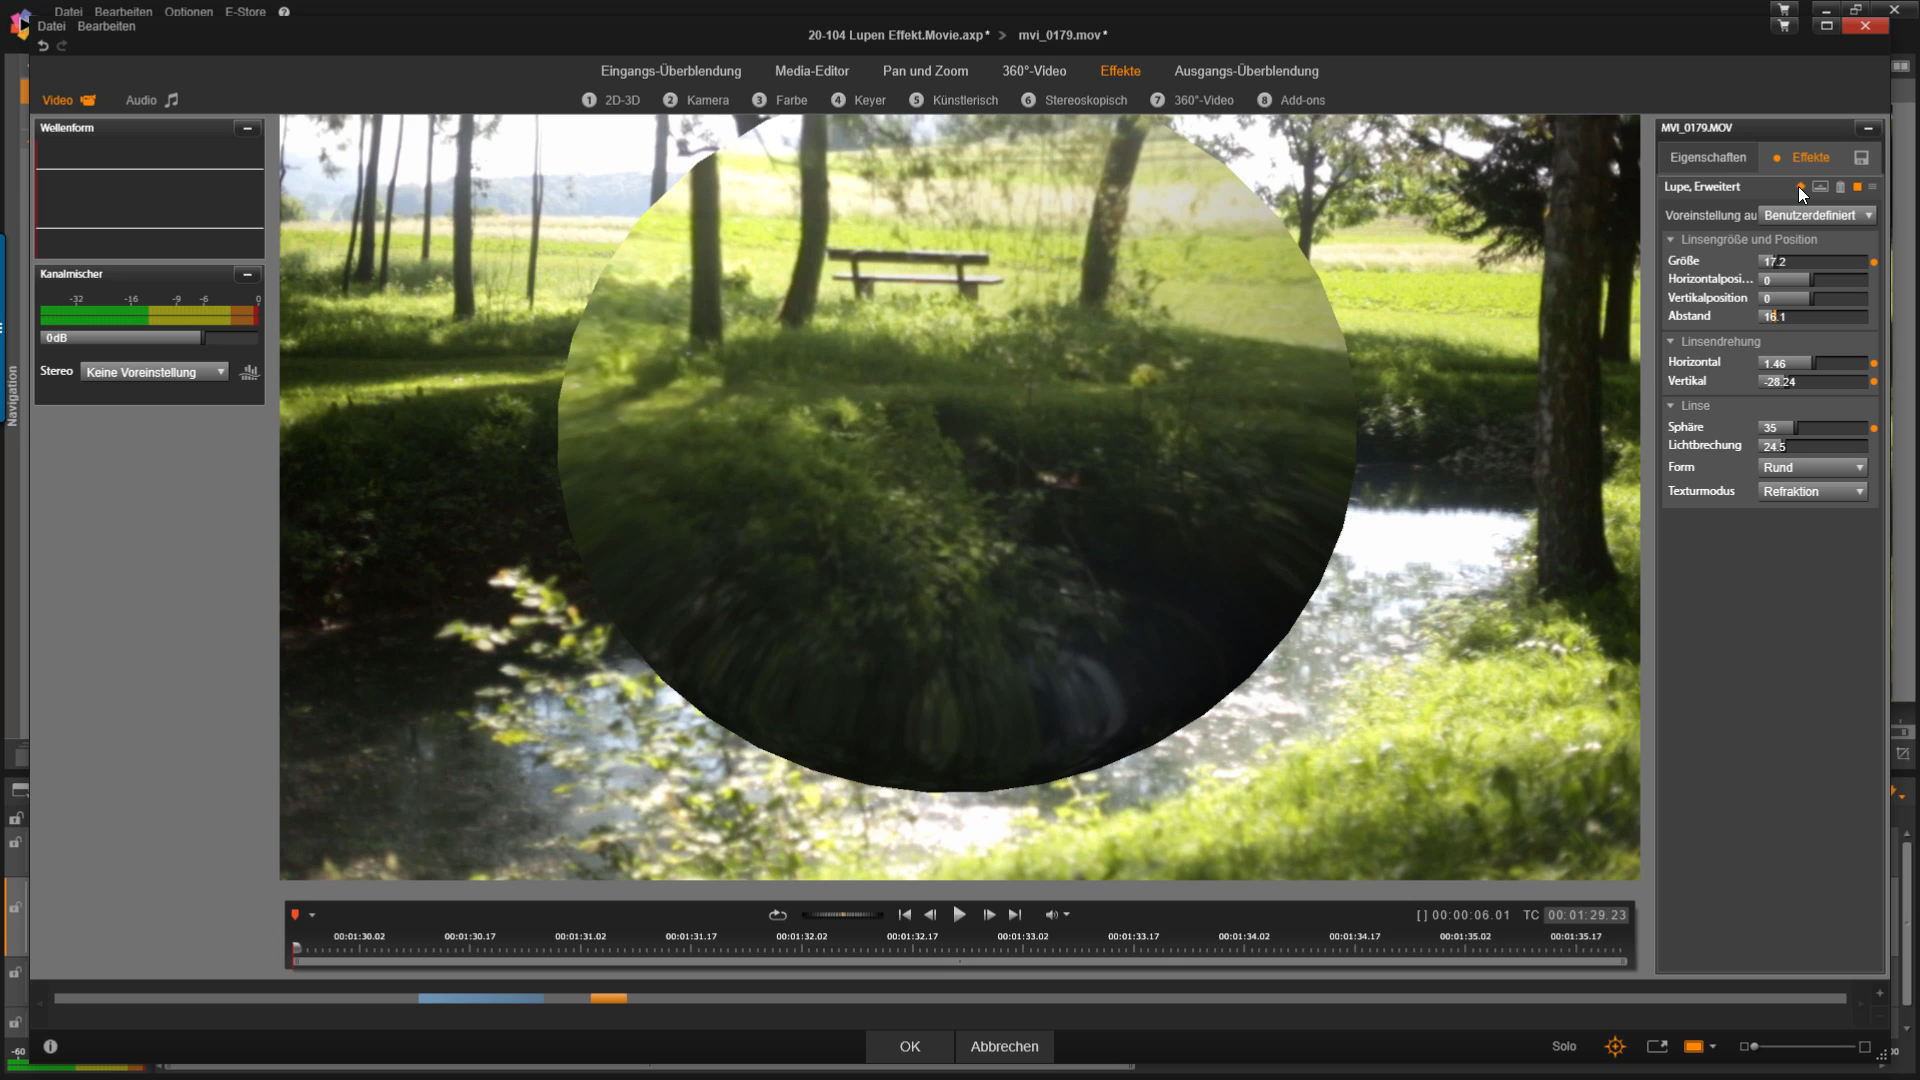 Datei Bearbeiten Optionen E-Store ?
Datei Bearbeiten
20-104 Lupen Effekt.Movie.axp* > mvi_0179.mov*
Eingangs-Überblendung Media-Editor Pan und Zoom 360°-Video Effekte Ausgangs-Überblendung
Video Audio
1 2D-3D 2 Kamera 3 Farbe 4 Keyer 5 Künstlerisch 6 Stereoskopisch 7 360°-Video 8 Add-ons
Wellenform
Kanalmischer
-32 -16 -9 -6 0
0dB
Stereo Keine Voreinstellung
Navigation
MVI_0179.MOV
Eigenschaften Effekte
Lupe, Erweitert
Voreinstellung au Benutzerdefiniert
Linsengröße und Position
Größe 17.2
Horizontalposi... 0
Vertikalposition 0
Abstand 16.1
Linsendrehung
Horizontal 1.46
Vertikal -28.24
Linse
Sphäre 35
Lichtbrechung 24.5
Form Rund
Texturmodus Refraktion
[ ] 00:00:06.01 TC 00:01:29.23
00:01:30.02 00:01:30.17 00:01:31.02 00:01:31.17 00:01:32.02 00:01:32.17 00:01:33.02 00:01:33.17 00:01:34.02 00:01:34.17 00:01:35.02 00:01:35.17
OK Abbrechen
Solo
-60